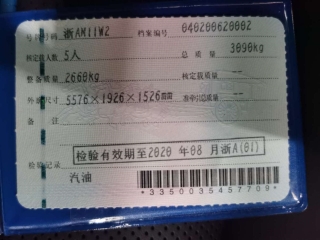 号牌号码 浙AM11W2 档案编号 040200620002
核定载人数 5人 总质量 3090kg
整备质量 2660kg 核定载质量 --
外廓尺寸 5576×1926×1526mm 准牵引总质量 --
备注
检验有效期至2020年08月浙A(01)
检验记录
汽油
*3350035457709*